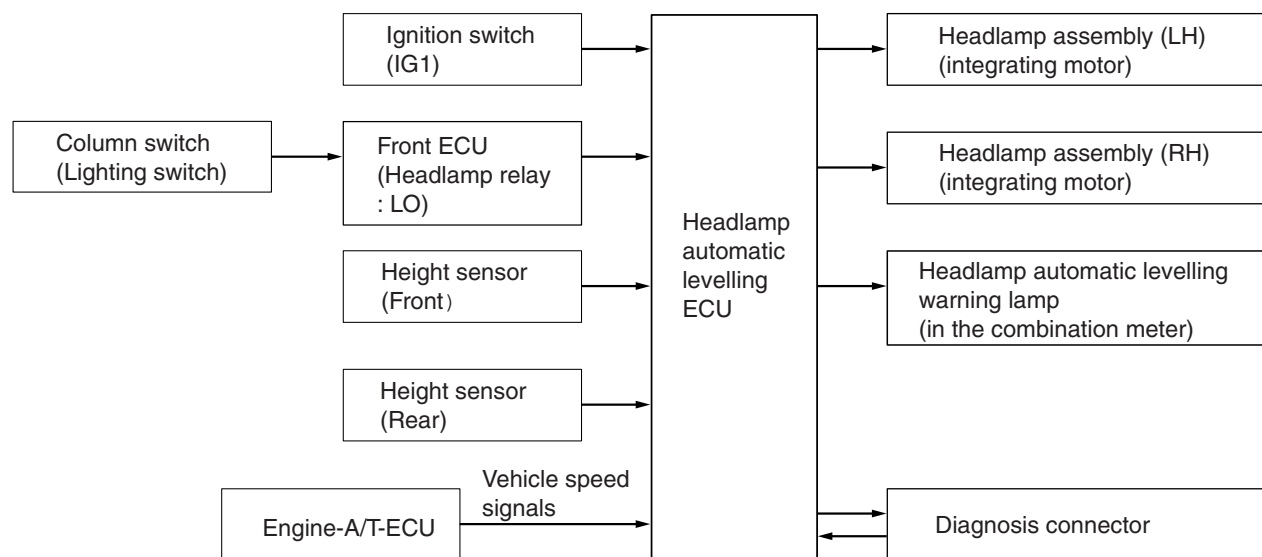 Ignition switch
(IG1)
Headlamp assembly (LH)
(integrating motor)
Column switch
(Lighting switch)
Front ECU
(Headlamp relay
: LO)
Headlamp assembly (RH)
(integrating motor)
Headlamp
automatic
levelling
ECU
Height sensor
(Front）
Headlamp automatic levelling
warning lamp
(in the combination meter)
Height sensor
(Rear)
Vehicle speed
signals
Engine-A/T-ECU
Diagnosis connector